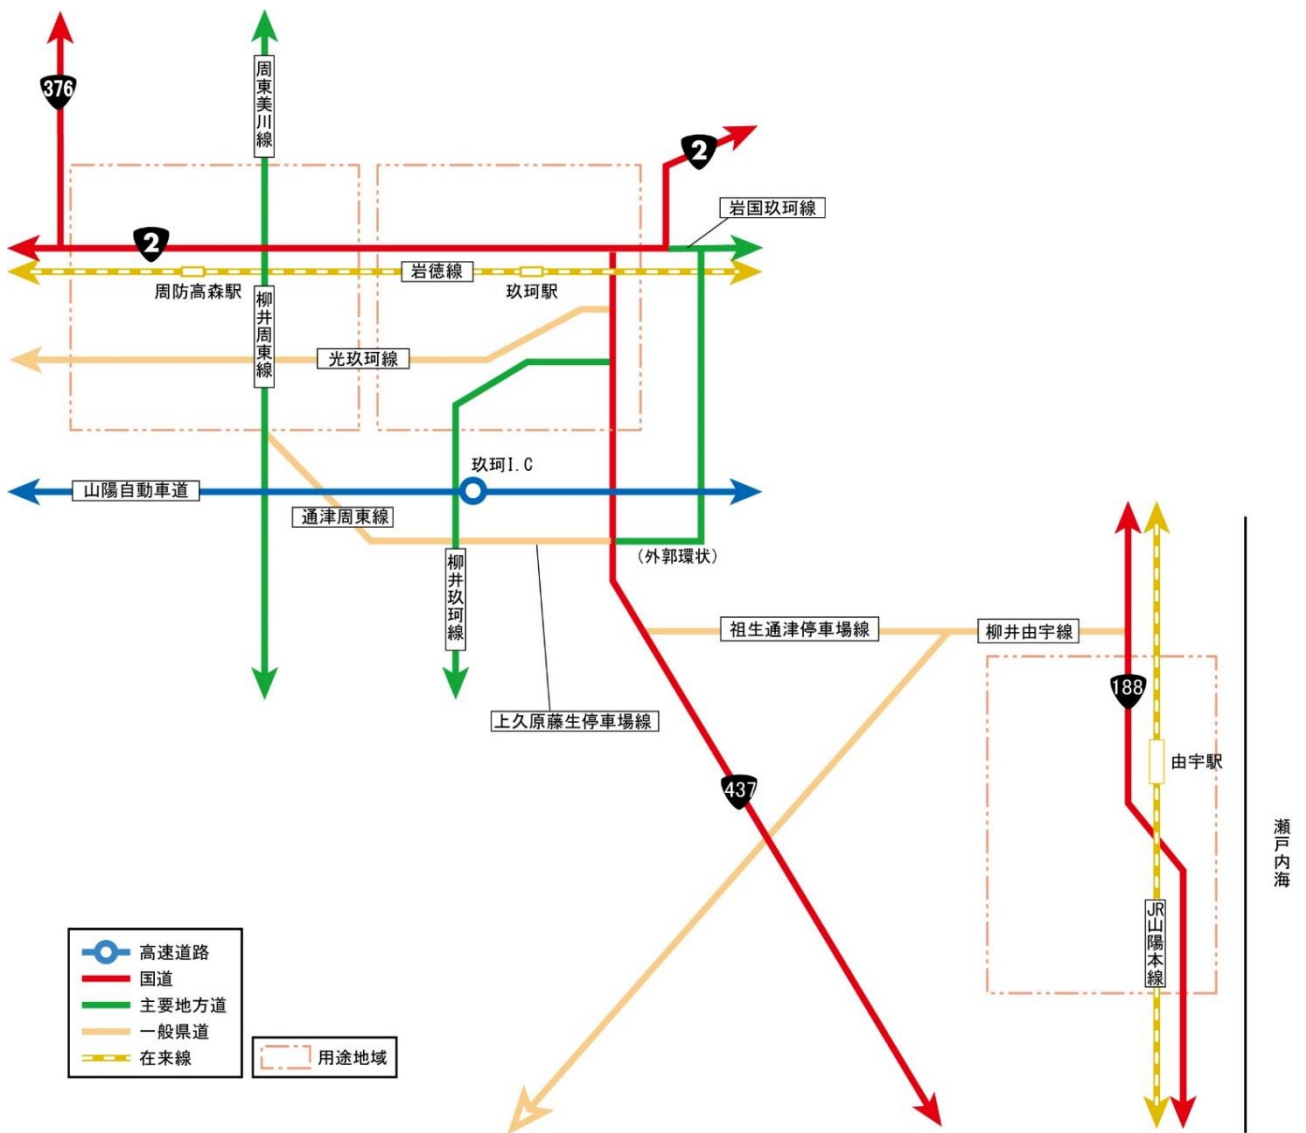 376
周東美川線
2
岩国玖珂線
2
岩徳線
周防高森駅
玖珂駅
柳井周東線
光玖珂線
玖珂I.C
山陽自動車道
通津周東線
(外郭環状)
柳井玖珂線
祖生通津停車場線
柳井由宇線
188
上久原藤生停車場線
由宇駅
437
瀬戸内海
JR山陽本線
高速道路
国道
主要地方道
一般県道
在来線
用途地域